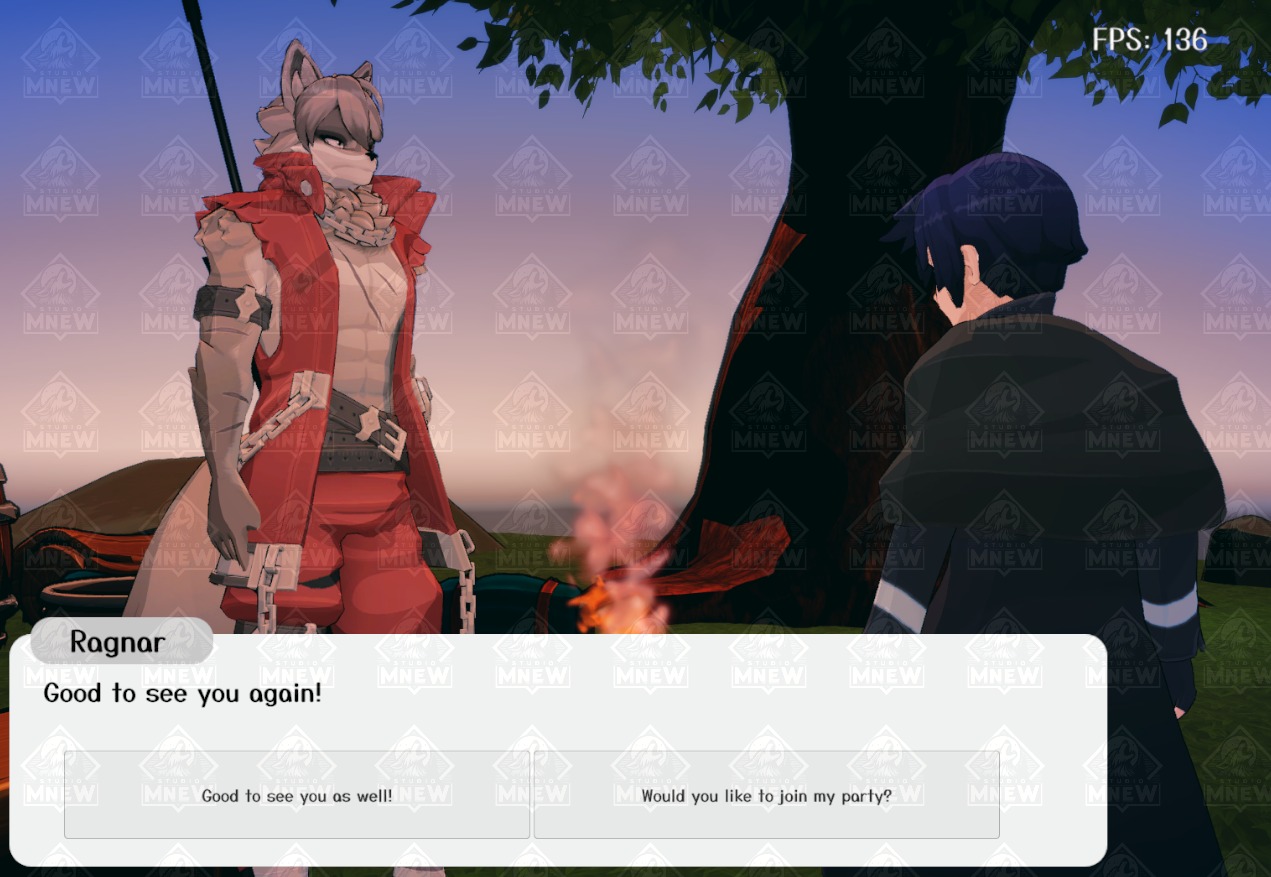 FPS: 136
Ragnar
Good to see you again!
Good to see you as well!
Would you like to join my party?
STUDIO
MNEW